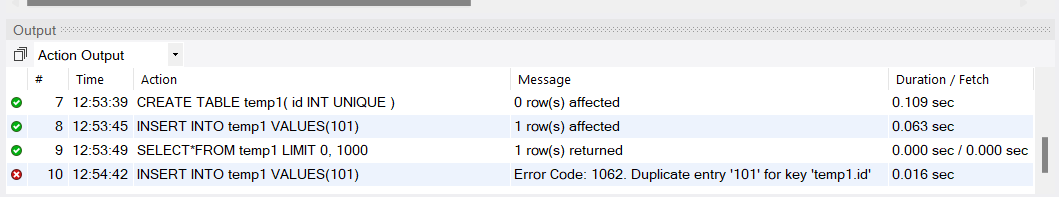 Output
Action Output
# Time Action Message Duration / Fetch
7 12:53:39 CREATE TABLE temp1( id INT UNIQUE ) 0 row(s) affected 0.109 sec
8 12:53:45 INSERT INTO temp1 VALUES(101) 1 row(s) affected 0.063 sec
9 12:53:49 SELECT*FROM temp1 LIMIT 0, 1000 1 row(s) returned 0.000 sec / 0.000 sec
10 12:54:42 INSERT INTO temp1 VALUES(101) Error Code: 1062. Duplicate entry '101' for key 'temp1.id' 0.016 sec